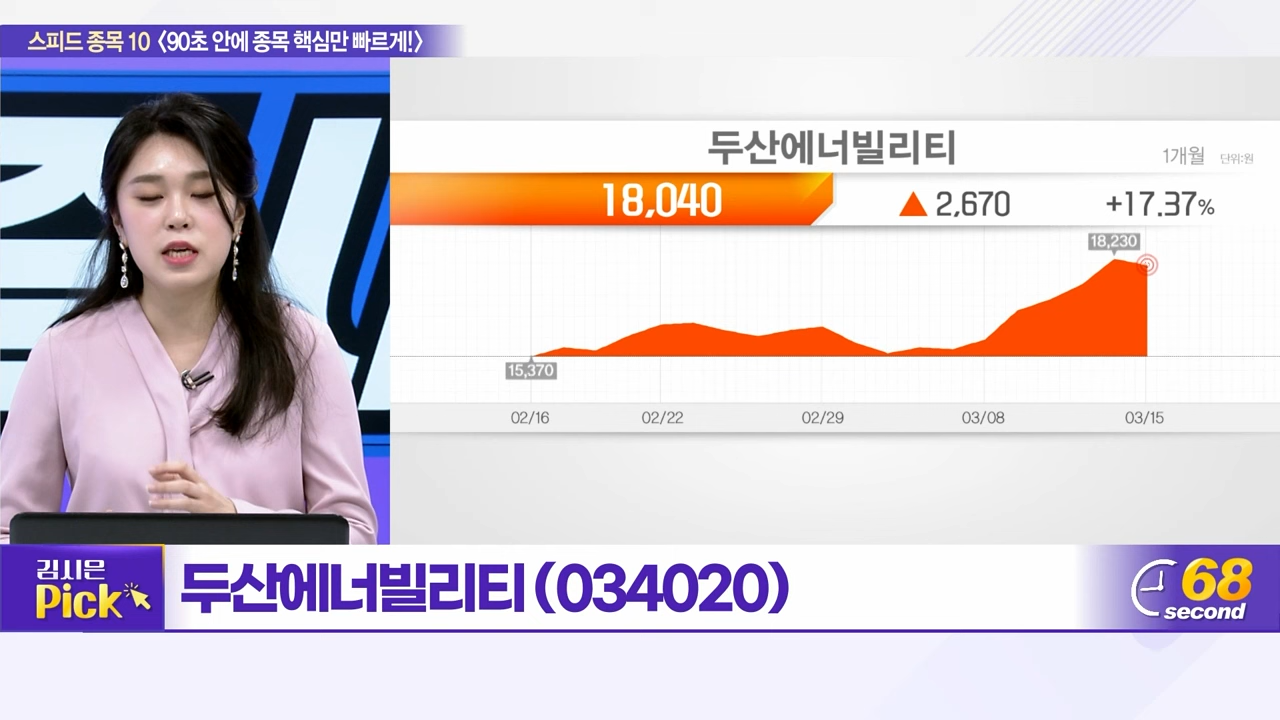 스피드 종목 10 〈90초 안에 종목 핵심만 빠르게!〉
두산에너빌리티
1개월 단위:원
18,040 ▲ 2,670 +17.37%
18,230
15,370
02/16 02/22 02/29 03/08 03/15
김시은
Pick
두산에너빌리티(034020)
68
second